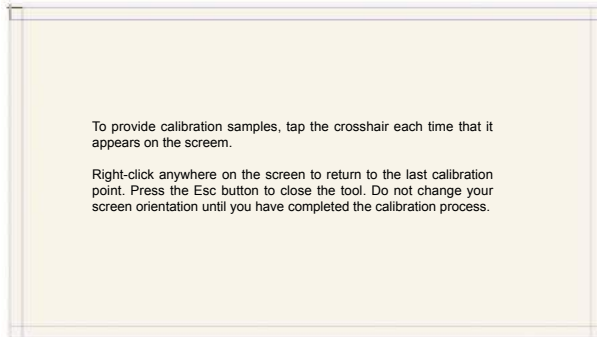 To provide calibration samples, tap the crosshair each time that it
appears on the screem.
Right-click anywhere on the screen to return to the last calibration
point. Press the Esc button to close the tool. Do not change your
screen orientation until you have completed the calibration process.